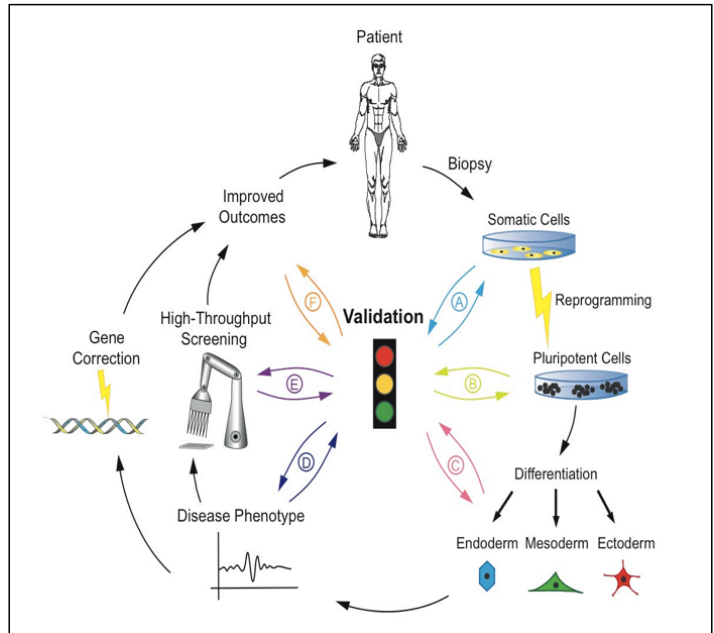 Patient
Biopsy
Improved
Outcomes
Somatic Cells
Reprogramming
F
A
Validation
High-Throughput
Screening
Gene
Correction
Pluripotent Cells
E
B
D
C
Differentiation
Disease Phenotype
Endoderm Mesoderm Ectoderm